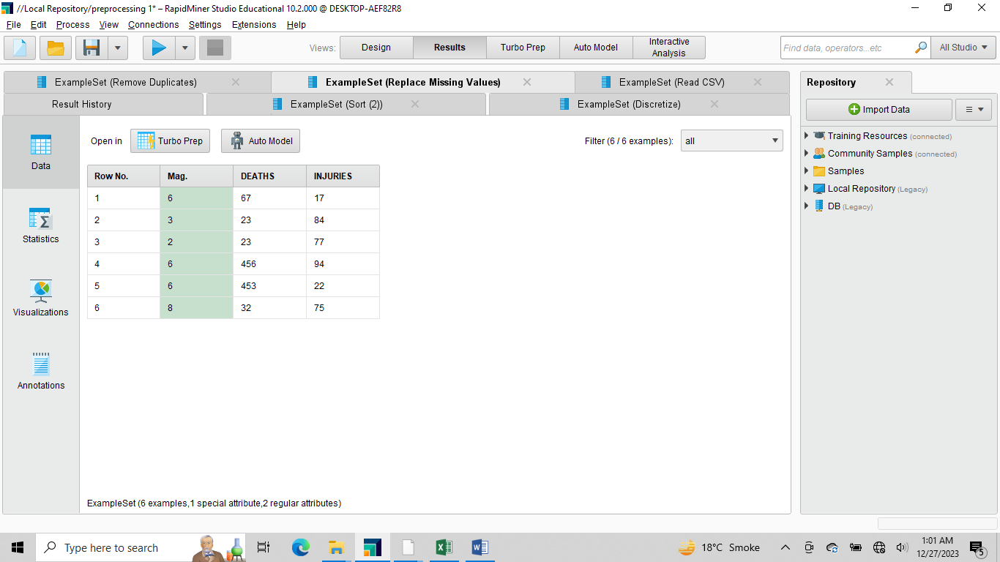 //Local Repository/preprocessing 1* – RapidMiner Studio Educational 10.2.000 @ DESKTOP-AEF82R8
File Edit Process View Connections Settings Extensions Help
Views: Design Results Turbo Prep Auto Model Interactive Analysis Find data, operators...etc All Studio
ExampleSet (Remove Duplicates) ExampleSet (Replace Missing Values) ExampleSet (Read CSV)
Result History ExampleSet (Sort (2)) ExampleSet (Discretize)
Repository
Import Data
Training Resources (connected)
Community Samples (connected)
Samples
Local Repository (Legacy)
DB (Legacy)
Data
Statistics
Visualizations
Annotations
Open in Turbo Prep Auto Model Filter (6 / 6 examples): all
Row No. Mag. DEATHS INJURIES
1 6 67 17
2 3 23 84
3 2 23 77
4 6 456 94
5 6 453 22
6 8 32 75
ExampleSet (6 examples,1 special attribute,2 regular attributes)
Type here to search 18°C Smoke 1:01 AM
12/27/2023 5